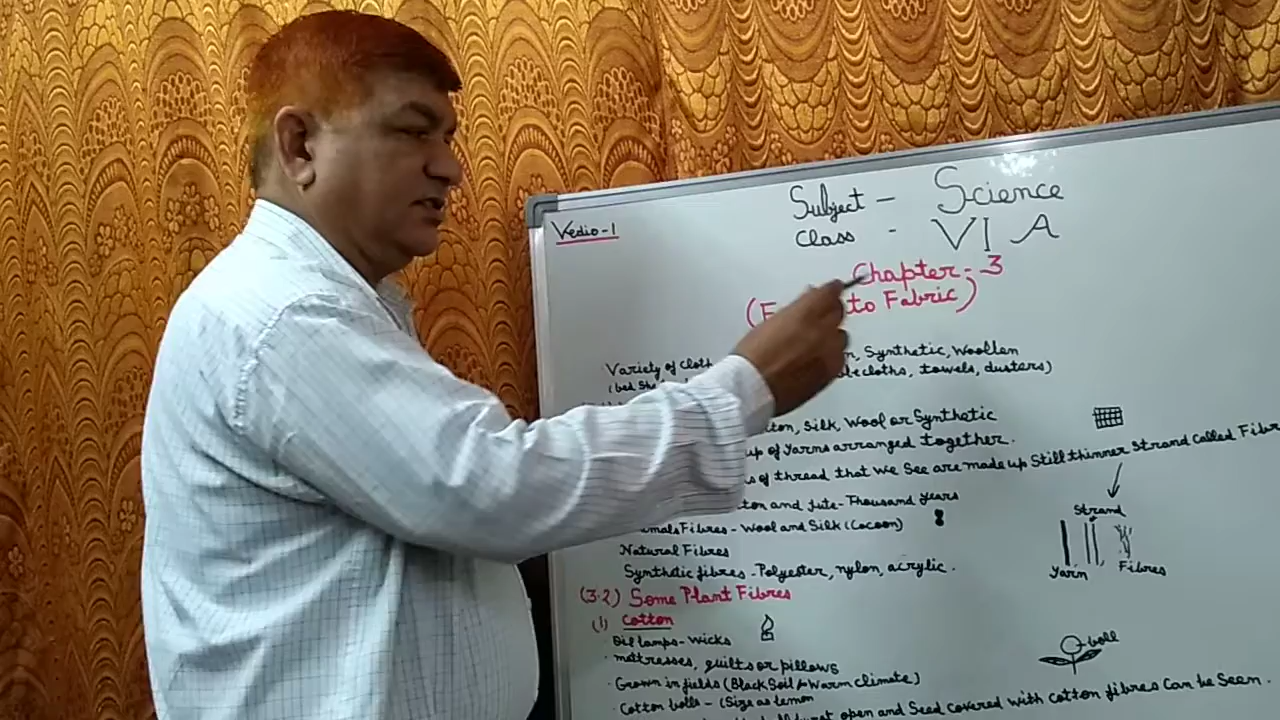 Vedio-1
Subject - Science
Class - VI A
Chapter-3
(F to Fabric)
Variety of Cloth n, Synthetic, Woollen
(bed She lecloths, towels, dusters)
tton, Silk, Wool or Synthetic
up of Yarns arranged together.
s of thread that we See are made up Still thinner Strand Called Fibr
tton and Jute-Thousand years
nimals Fibres - Wool and Silk (Cocoon)
Strand
Natural Fibres
Yarn Fibres
Synthetic fibres - Polyester, nylon, acrylic.
(3.2) Some Plant Fibres
(1) Cotton
· Oil lamps - wicks
boll
· mattresses, quilts or pillows
· Grown in fields (Black Soil & Warm climate)
· Cotton bolls - (Size as lemon
burst open and Seed covered with Cotton fibres Can be Seen.